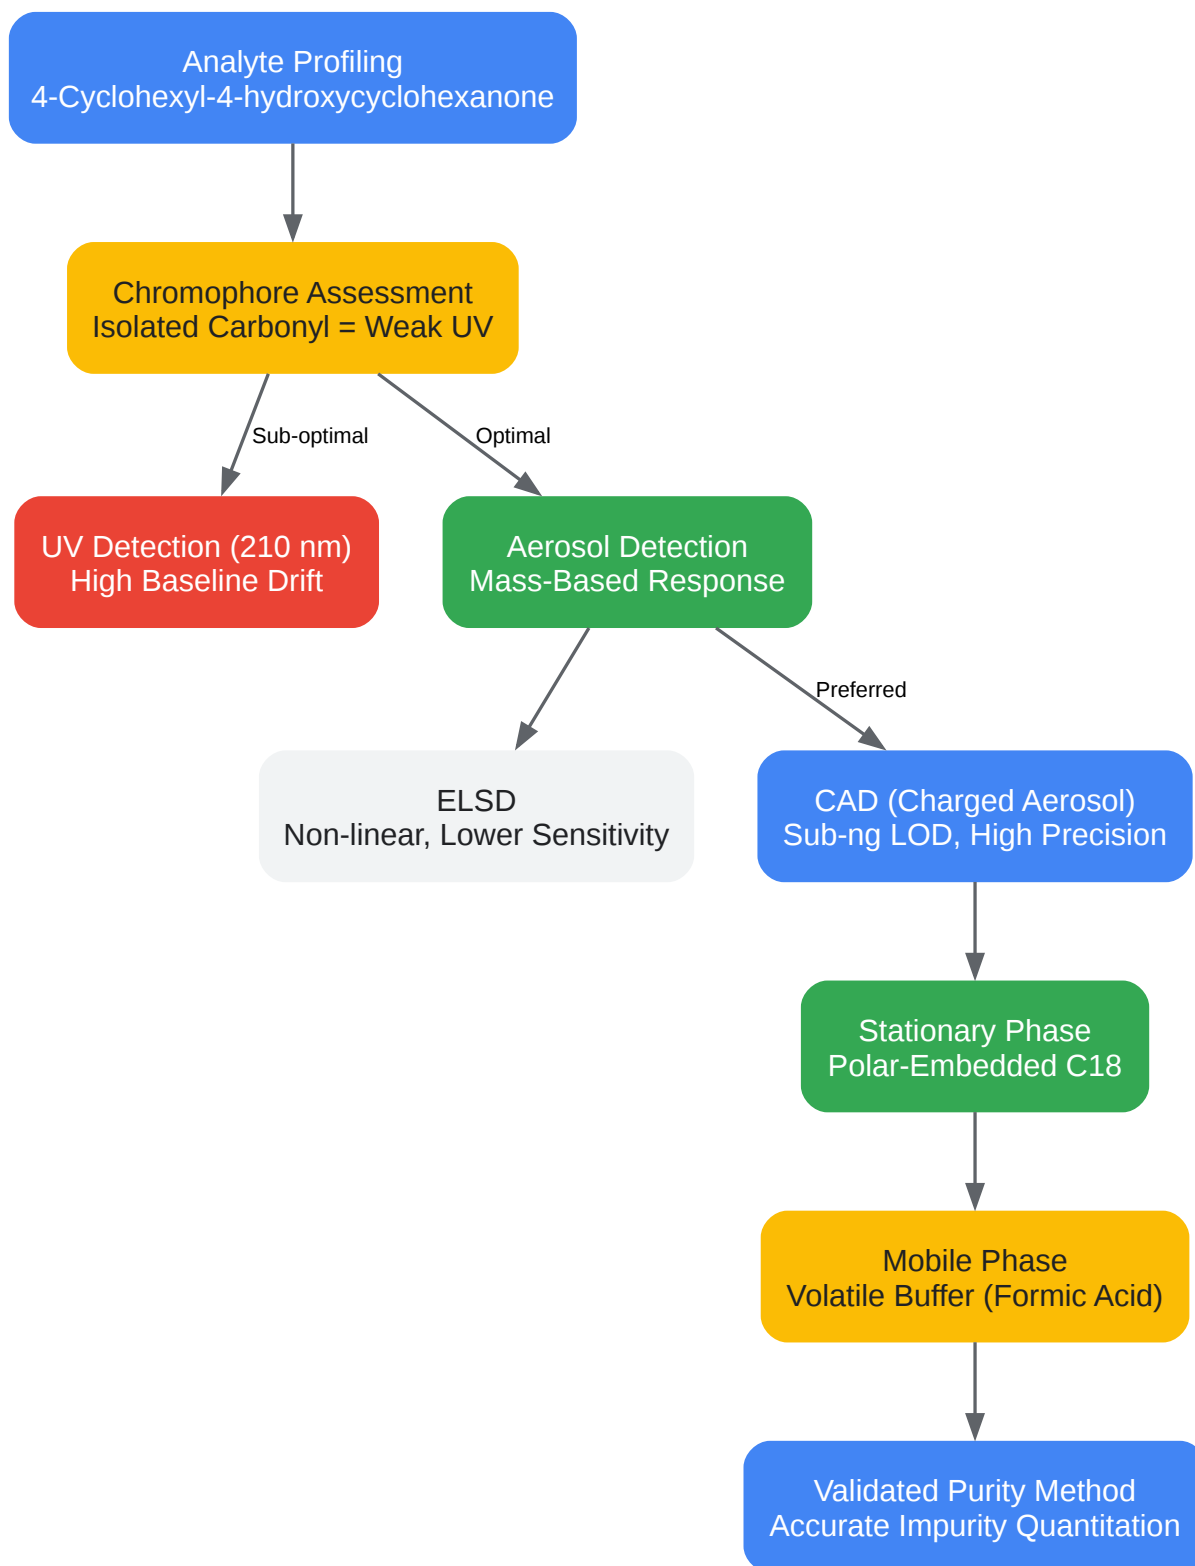 Analyte Profiling
4-Cyclohexyl-4-hydroxycyclohexanone
Chromophore Assessment
Isolated Carbonyl = Weak UV
Sub-optimal
Optimal
UV Detection (210 nm)
High Baseline Drift
Aerosol Detection
Mass-Based Response
Preferred
ELSD
Non-linear, Lower Sensitivity
CAD (Charged Aerosol)
Sub-ng LOD, High Precision
Stationary Phase
Polar-Embedded C18
Mobile Phase
Volatile Buffer (Formic Acid)
Validated Purity Method
Accurate Impurity Quantitation